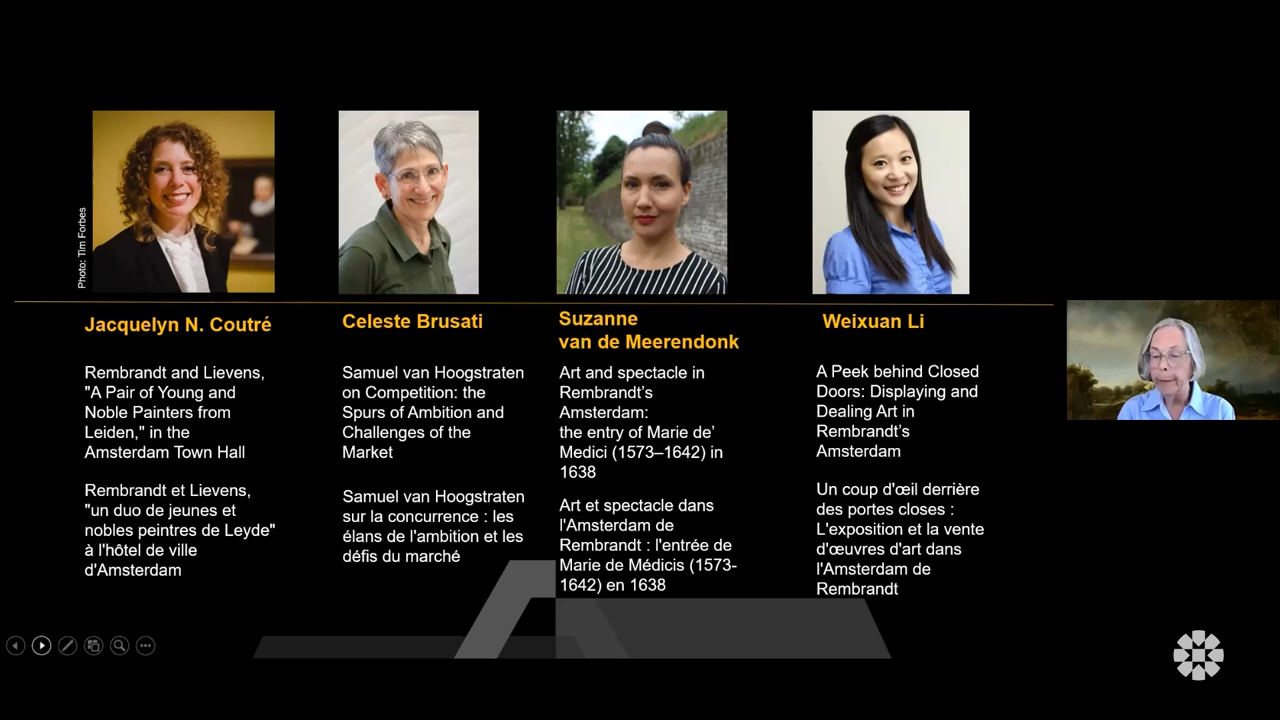 Photo: Tim Forbes
Jacquelyn N. Coutré
Rembrandt and Lievens,
"A Pair of Young and
Noble Painters from
Leiden," in the
Amsterdam Town Hall
Rembrandt et Lievens,
"un duo de jeunes et
nobles peintres de Leyde"
à l'hôtel de ville
d'Amsterdam
Celeste Brusati
Samuel van Hoogstraten
on Competition: the
Spurs of Ambition and
Challenges of the
Market
Samuel van Hoogstraten
sur la concurrence : les
élans de l'ambition et les
défis du marché
Suzanne
van de Meerendonk
Art and spectacle in
Rembrandt’s
Amsterdam:
the entry of Marie de’
Medici (1573–1642) in
1638
Art et spectacle dans
l'Amsterdam de
Rembrandt : l'entrée de
Marie de Médicis (1573-
1642) en 1638
Weixuan Li
A Peek behind Closed
Doors: Displaying and
Dealing Art in
Rembrandt’s
Amsterdam
Un coup d'œil derrière
des portes closes :
L'exposition et la vente
d'œuvres d'art dans
l'Amsterdam de
Rembrandt